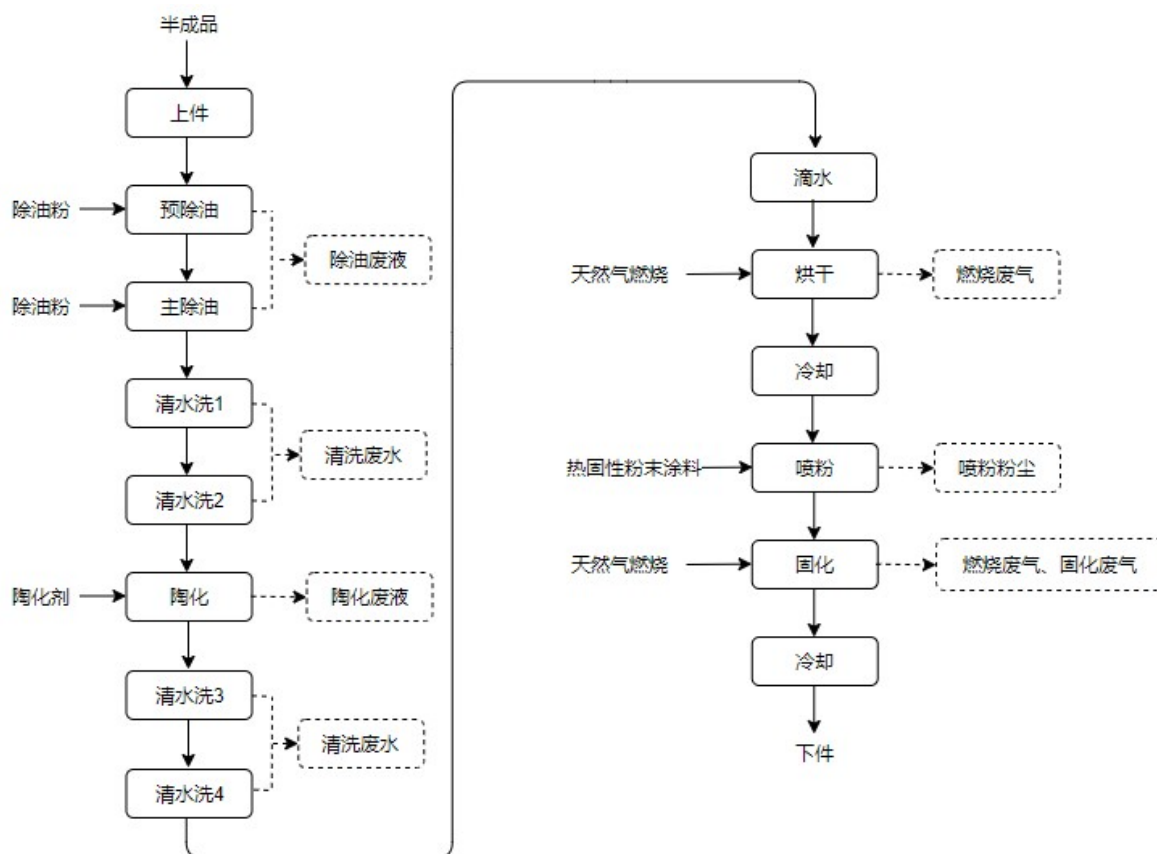 半成品
上件
除油粉
预除油
除油废液
除油粉
主除油
清水洗1
清洗废水
清水洗2
陶化剂
陶化
陶化废液
清水洗3
清洗废水
清水洗4
滴水
天然气燃烧
烘干
燃烧废气
冷却
热固性粉末涂料
喷粉
喷粉粉尘
天然气燃烧
固化
燃烧废气、固化废气
冷却
下件